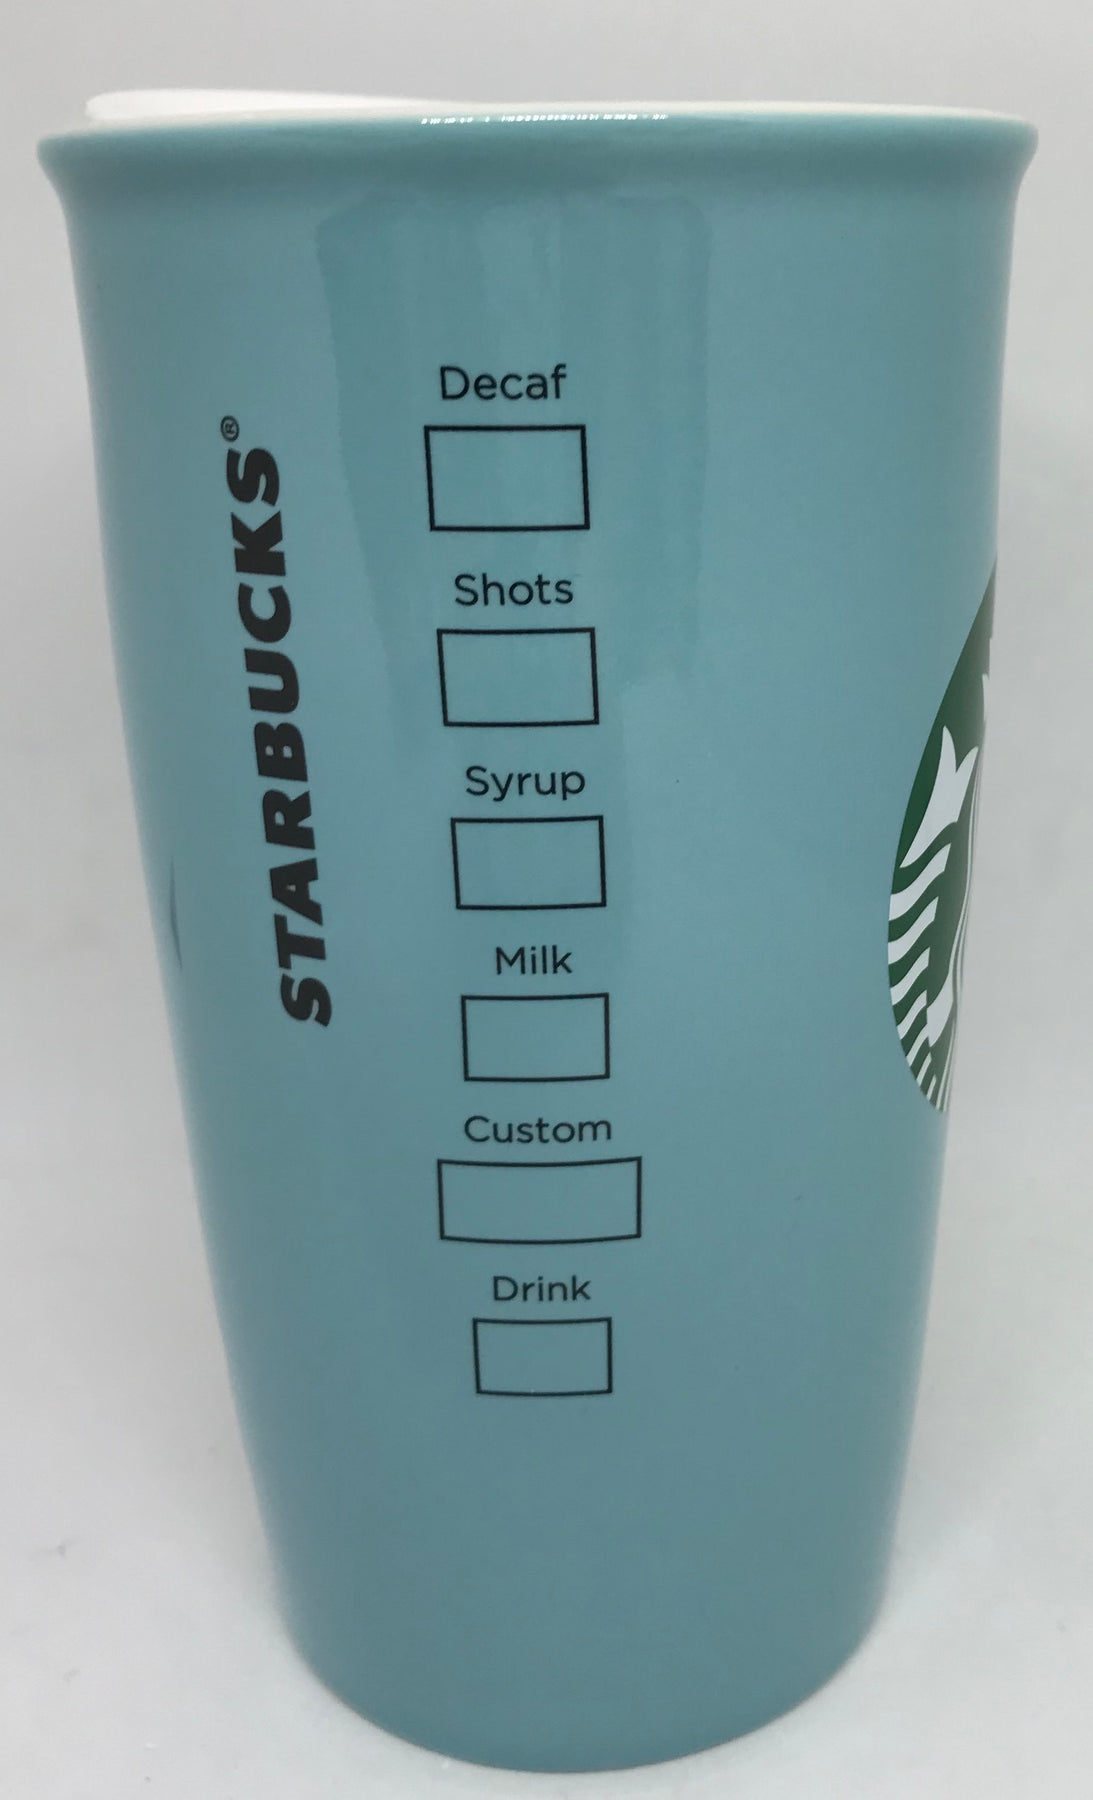 STARBUCKS®
Decaf
Shots
Syrup
Milk
Custom
Drink